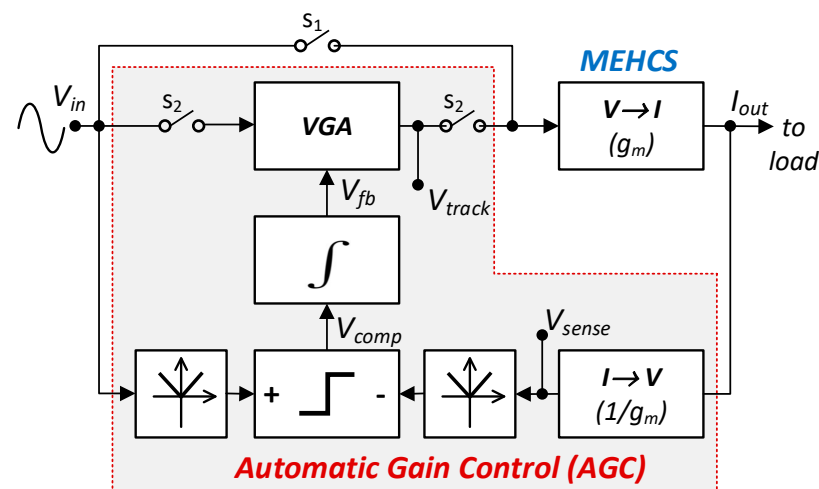 s1
MEHCS
Vin
s2
VGA
s2
V→I
(gm)
Iout
to
load
Vfb
Vtrack
∫
Vcomp
Vsense
+
-
I→V
(1/gm)
Automatic Gain Control (AGC)